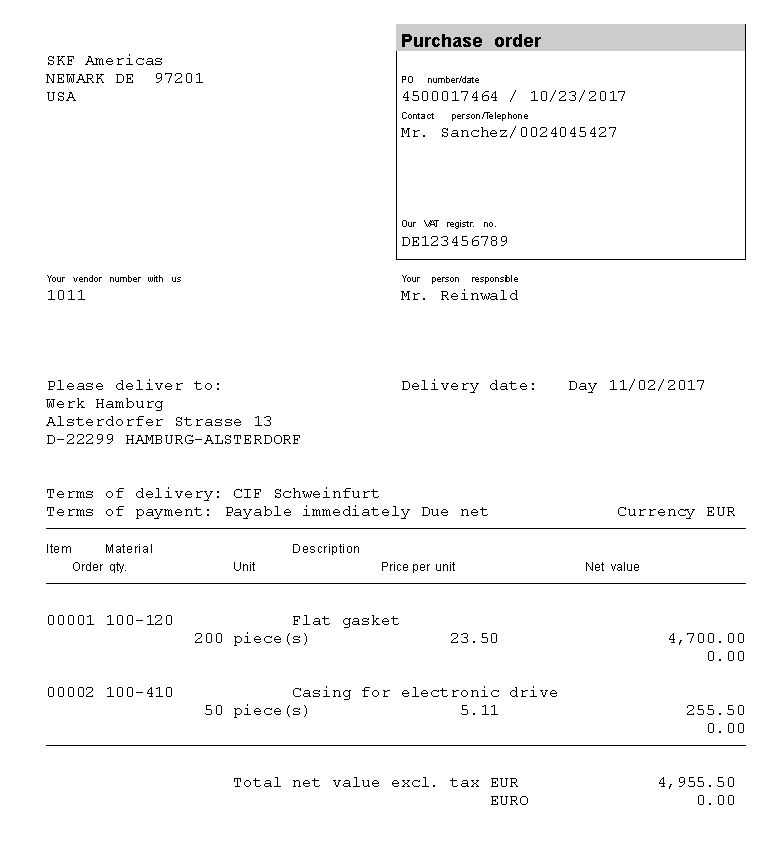 Purchase order
SKF Americas
NEWARK DE 97201
USA
PO number/date
4500017464 / 10/23/2017
Contact person/Telephone
Mr. Sanchez/0024045427
Our VAT registr. no.
DE123456789
Your vendor number with us
1011
Your person responsible
Mr. Reinwald
Please deliver to:
Werk Hamburg
Alsterdorfer Strasse 13
D-22299 HAMBURG-ALSTERDORF
Delivery date: Day 11/02/2017
Terms of delivery: CIF Schweinfurt
Terms of payment: Payable immediately Due net Currency EUR
Item Material Description
Order qty. Unit Price per unit Net value
00001 100-120 Flat gasket
200 piece(s) 23.50 4,700.00
0.00
00002 100-410 Casing for electronic drive
50 piece(s) 5.11 255.50
0.00
Total net value excl. tax EUR 4,955.50
EURO 0.00